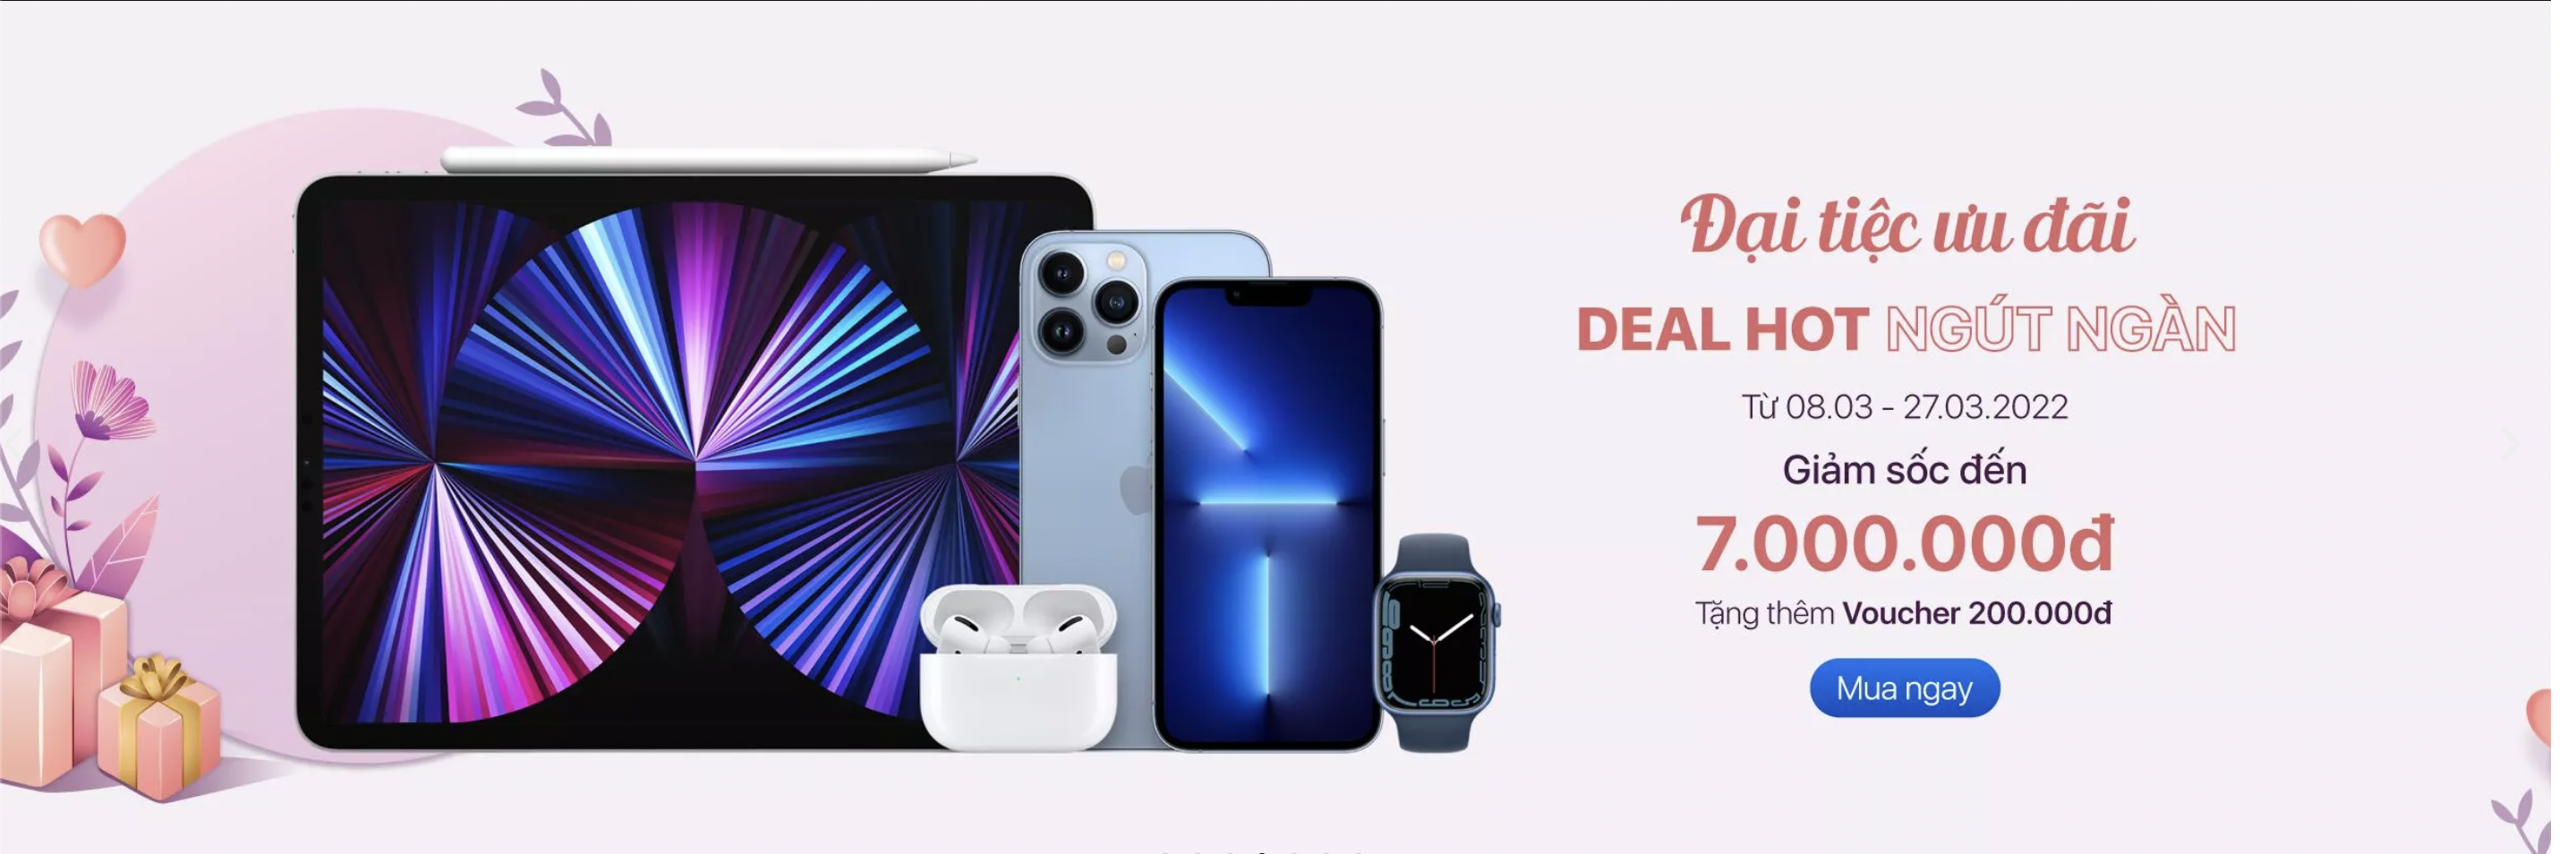 Đại tiệc ưu đãi
DEAL HOT NGÚT NGÀN
Từ 08.03 - 27.03.2022
Giảm sốc đến
7.000.000đ
Tặng thêm Voucher 200.000đ
Mua ngay